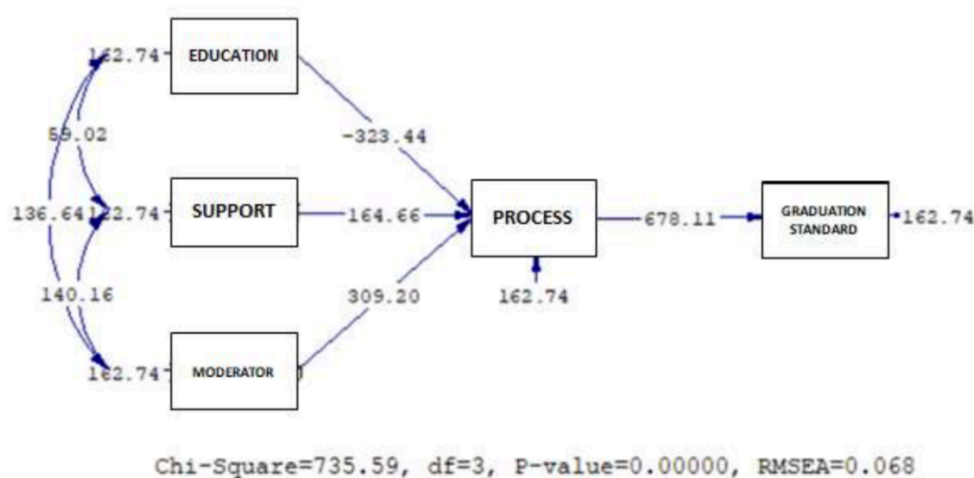 162.74
EDUCATION
59.02
-323.44
136.64
SUPPORT
164.66
PROCESS
678.11
GRADUATION
STANDARD
162.74
140.16
309.20
162.74
162.74
MODERATOR
Chi-Square=735.59, df=3, P-value=0.00000, RMSEA=0.068